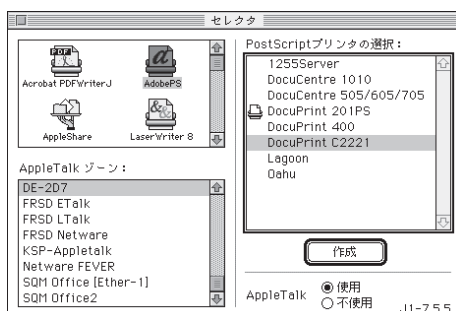 セレクタ
Acrobat PDFWriterJ
AdobePS
AppleShare
LaserWriter 8
AppleTalk ゾーン：
DE-2D7
FRSD ETalk
FRSD LTalk
FRSD Netware
KSP-Appletalk
Netware FEVER
SQM Office [Ether-1]
SQM Office2
PostScriptプリンタの選択：
1255Server
DocuCentre 1010
DocuCentre 505/605/705
DocuPrint 201PS
DocuPrint 400
DocuPrint C2221
Lagoon
Oahu
作成
AppleTalk
使用
不使用
J1-7.5.5